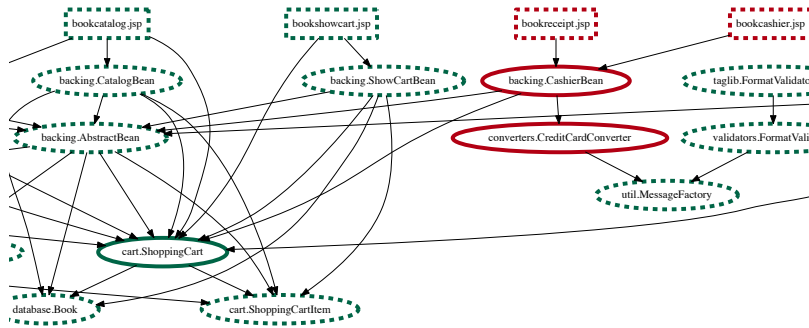 bookcatalog.jsp
bookshowcart.jsp
bookreceipt.jsp
bookcashier.jsp
backing.CatalogBean
backing.ShowCartBean
backing.CashierBean
taglib.FormatValidato
backing.AbstractBean
converters.CreditCardConverter
validators.FormatVali
util.MessageFactory
cart.ShoppingCart
database.Book
cart.ShoppingCartItem